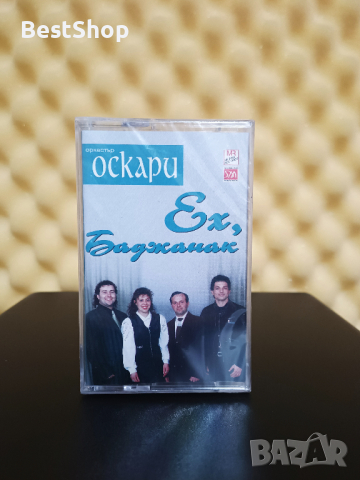 BestShop
оркестър
оскари
Ех,
Баджанак
BAZAR